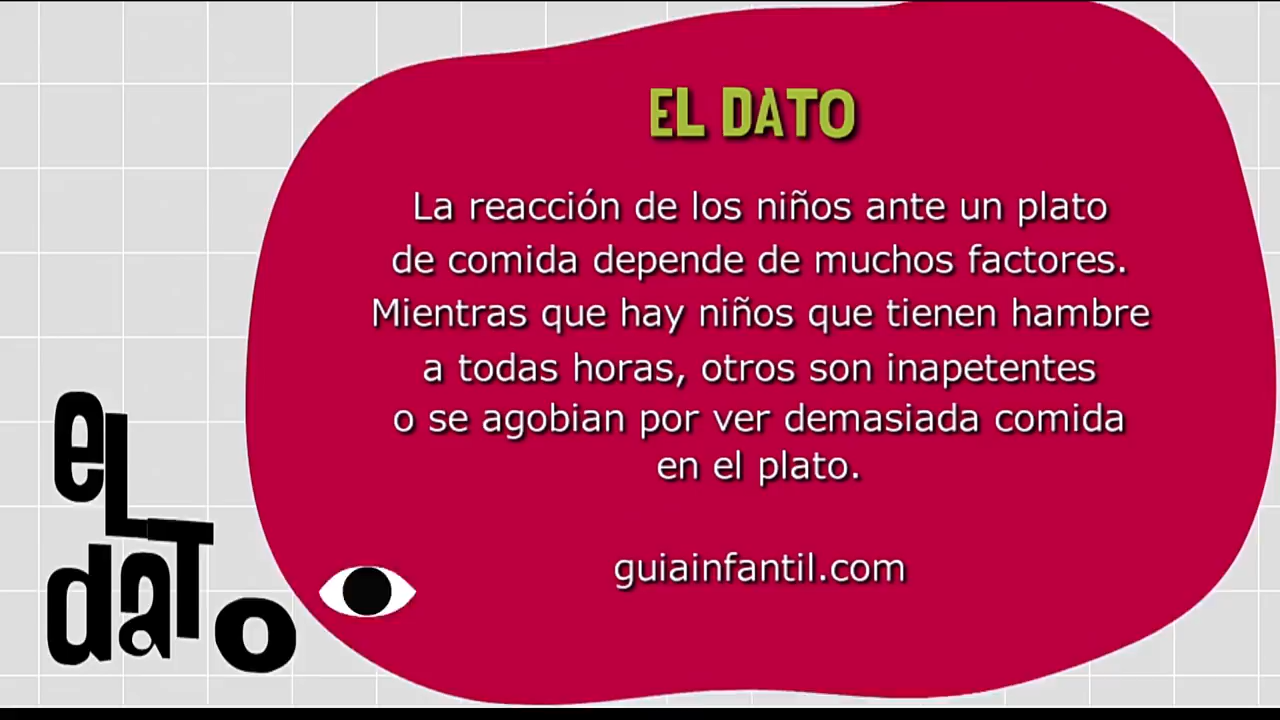 EL DATO
La reacción de los niños ante un plato
de comida depende de muchos factores.
Mientras que hay niños que tienen hambre
a todas horas, otros son inapetentes
o se agobian por ver demasiada comida
en el plato.
guiainfantil.com
eL
daTo